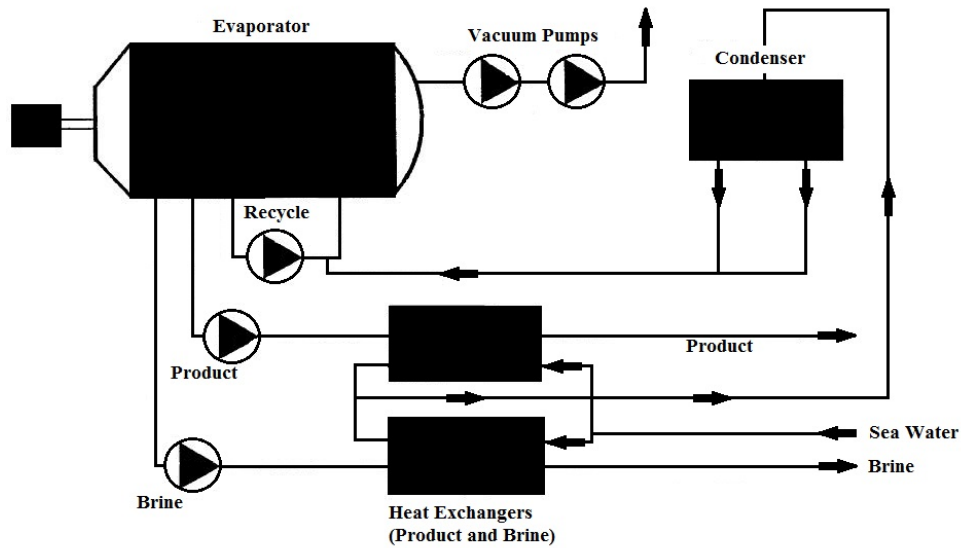 Evaporator
Vacuum Pumps
Condenser
Recycle
Product
Product
Sea Water
Brine
Brine
Heat Exchangers
(Product and Brine)